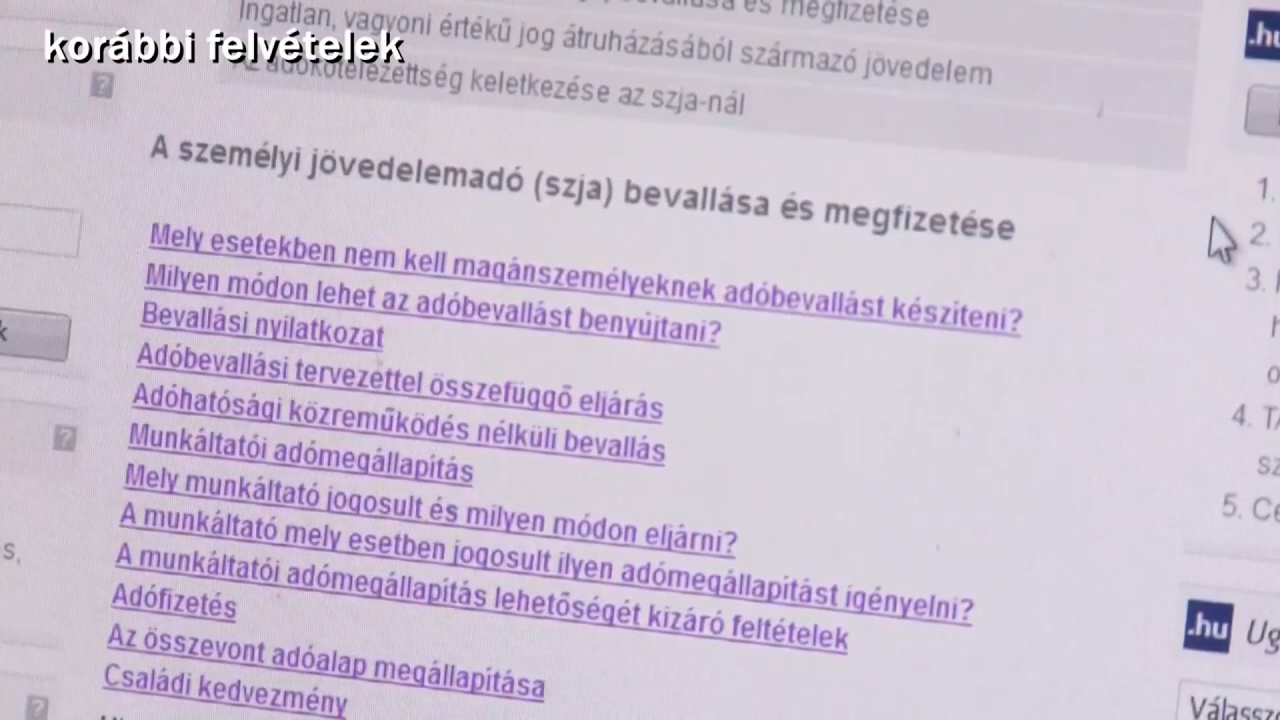 és megfizetése
Ingatlan, vagyoni értékű jog átruházásából származó jövedelem
korábbi felvételek
Az adókötelezettség keletkezése az szja-nál
A személyi jövedelemadó (szja) bevallása és megfizetése
Mely esetekben nem kell magánszemélyeknek adóbevallást készíteni?
Milyen módon lehet az adóbevallást benyújtani?
Bevallási nyilatkozat
Adóbevallási tervezettel összefüggő eljárás
Adóhatósági közreműködés nélküli bevallás
Munkáltatói adómegállapítás
Mely munkáltató jogosult és milyen módon eljárni?
A munkáltató mely esetben jogosult ilyen adómegállapítást igényelni?
A munkáltatói adómegállapítás lehetőségét kizáró feltételek
Adófizetés
Az összevont adóalap megállapítása
Családi kedvezmény
.hu
1.
2.
3.
4.
5.
.hu